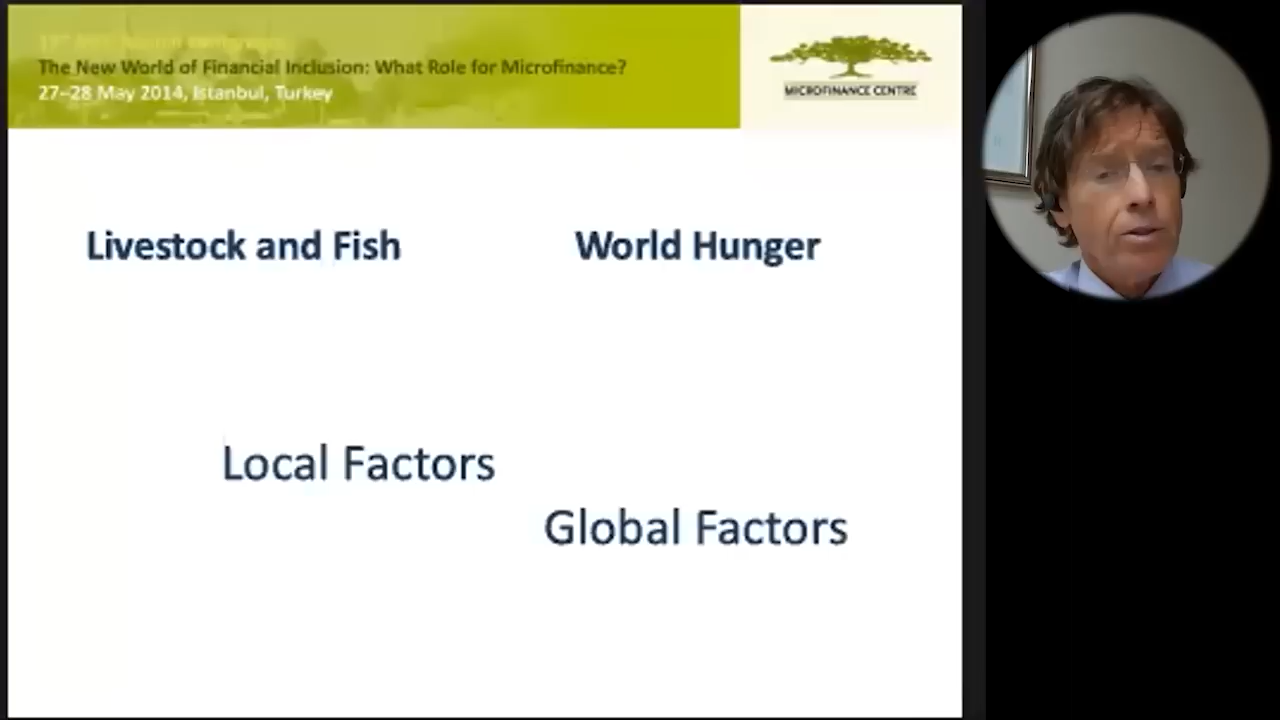 The New World of Financial Inclusion: What Role for Microfinance?
27–28 May 2014, Istanbul, Turkey
MICROFINANCE CENTRE
Livestock and Fish
World Hunger
Local Factors
Global Factors